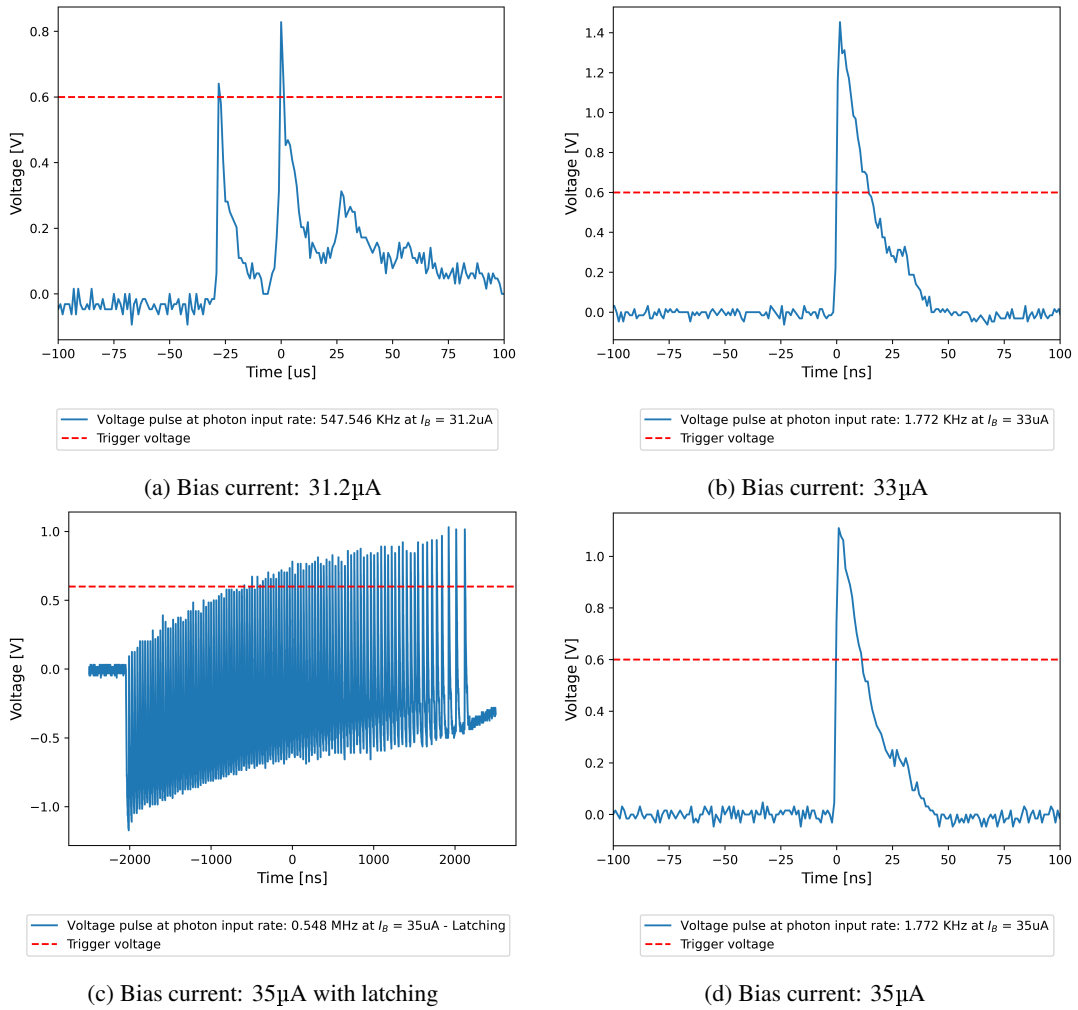 0.8
0.6
0.4
0.2
0.0
Voltage [V]
−100 −75 −50 −25 0 25 50 75 100
Time [us]
Voltage pulse at photon input rate: 547.546 KHz at I_B = 31.2uA
Trigger voltage
(a) Bias current: 31.2µA
1.4
1.2
1.0
0.8
0.6
0.4
0.2
0.0
Voltage [V]
−100 −75 −50 −25 0 25 50 75 100
Time [ns]
Voltage pulse at photon input rate: 1.772 KHz at I_B = 33uA
Trigger voltage
(b) Bias current: 33µA
1.0
0.5
0.0
−0.5
−1.0
Voltage [V]
−2000 −1000 0 1000 2000
Time [ns]
Voltage pulse at photon input rate: 0.548 MHz at I_B = 35uA - Latching
Trigger voltage
(c) Bias current: 35µA with latching
1.0
0.8
0.6
0.4
0.2
0.0
Voltage [V]
−100 −75 −50 −25 0 25 50 75 100
Time [ns]
Voltage pulse at photon input rate: 1.772 KHz at I_B = 35uA
Trigger voltage
(d) Bias current: 35µA